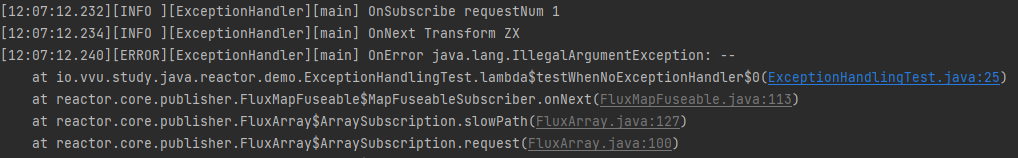 [12:07:12.232][INFO ][ExceptionHandler][main] OnSubscribe requestNum 1
[12:07:12.234][INFO ][ExceptionHandler][main] OnNext Transform ZX
[12:07:12.240][ERROR][ExceptionHandler][main] OnError java.lang.IllegalArgumentException: --
at io.vvu.study.java.reactor.demo.ExceptionHandlingTest.lambda$testWhenNoExceptionHandler$0(ExceptionHandlingTest.java:25)
at reactor.core.publisher.FluxMapFuseable$MapFuseableSubscriber.onNext(FluxMapFuseable.java:113)
at reactor.core.publisher.FluxArray$ArraySubscription.slowPath(FluxArray.java:127)
at reactor.core.publisher.FluxArray$ArraySubscription.request(FluxArray.java:100)